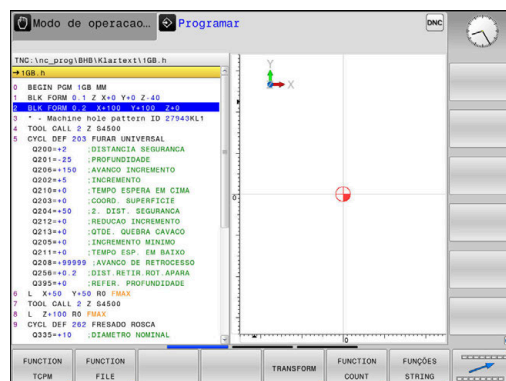 Modo de operacao...
Programar
DNC
TNC:\nc_prog\BHB\Klartext\1GB.h
→1GB.h
0 BEGIN PGM 1GB MM
1 BLK FORM 0.1 Z X+0 Y+0 Z-40
2 BLK FORM 0.2 X+100 Y+100 Z+0
3 * - Machine hole pattern ID 27943KL1
4 TOOL CALL 2 Z S4500
5 CYCL DEF 203 FURAR UNIVERSAL
Q200=+2 ;DISTANCIA SEGURANCA
Q201=-25 ;PROFUNDIDADE
Q206=+150 ;AVANCO INCREMENTO
Q202=+5 ;INCREMENTO
Q210=+0 ;TEMPO ESPERA EM CIMA
Q203=+0 ;COORD. SUPERFICIE
Q204=+50 ;2. DIST. SEGURANCA
Q212=+0 ;REDUCAO INCREMENTO
Q213=+0 ;QTDE. QUEBRA CAVACO
Q205=+0 ;INCREMENTO MINIMO
Q211=+0 ;TEMPO ESP. EM BAIXO
Q208=+99999 ;AVANCO DE RETROCESSO
Q256=+0.2 ;DIST.RETIR.ROT.APARA
Q395=+0 ;REFER. PROFUNDIDADE
6 L X+50 Y+50 R0 FMAX
7 TOOL CALL 2 Z S4500
8 L Z+100 R0 FMAX
9 CYCL DEF 262 FRESADO ROSCA
Q335=+10 ;DIAMETRO NOMINAL
Y
X
0
0
FUNCTION TCPM
FUNCTION FILE
TRANSFORM
FUNCTION COUNT
FUNÇÕES STRING